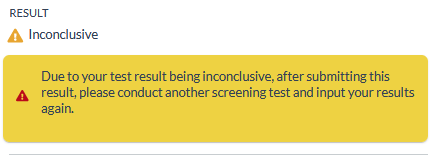 RESULT
Inconclusive
Due to your test result being inconclusive, after submitting this
result, please conduct another screening test and input your results
again.